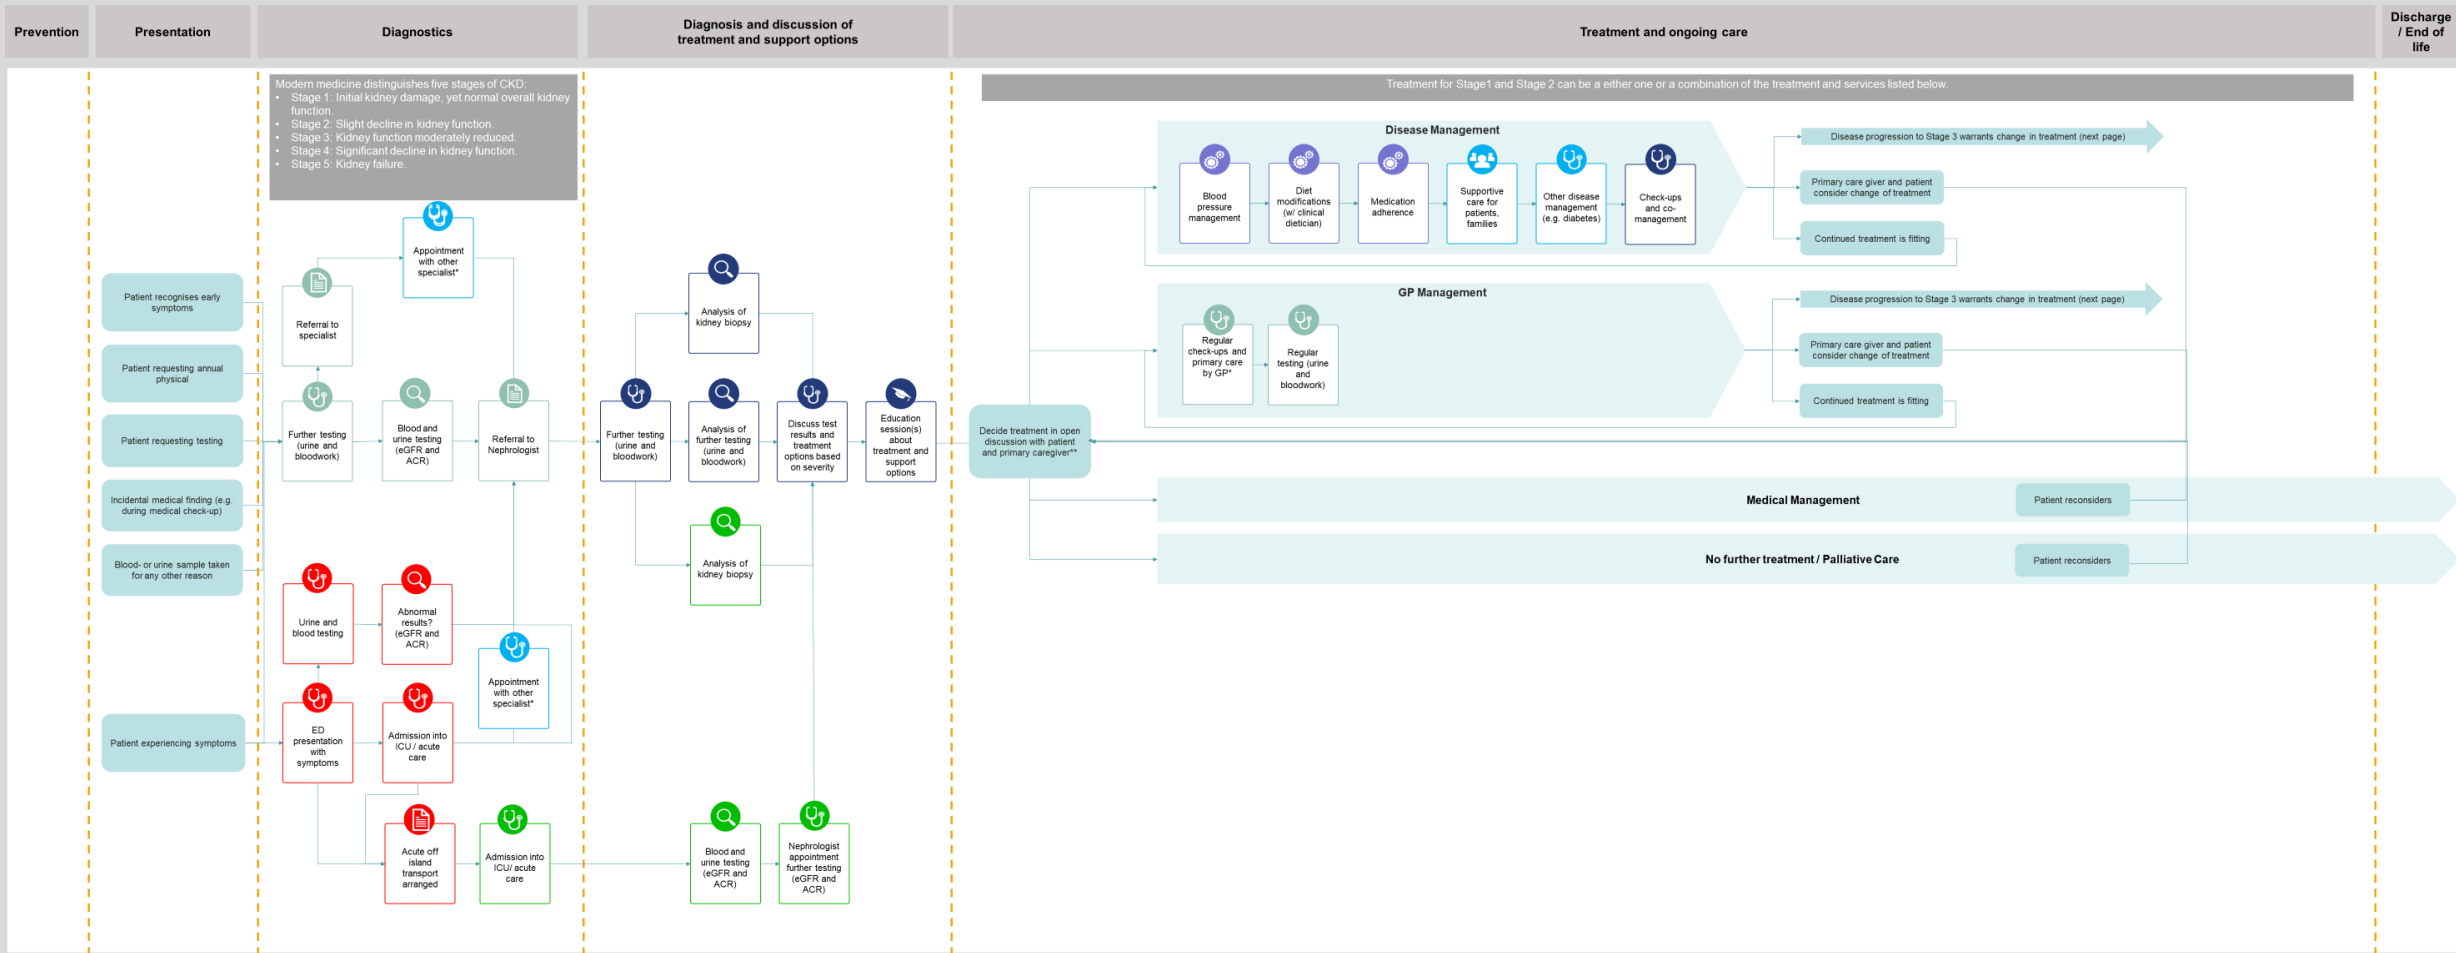 Prevention
Presentation
Diagnostics
Diagnosis and discussion of
treatment and support options
Treatment and ongoing care
Discharge
/ End of
life
Modern medicine distinguishes five stages of CKD:
• Stage 1: Initial kidney damage, yet normal overall kidney
function.
• Stage 2: Slight decline in kidney function.
• Stage 3: Kidney function moderately reduced.
• Stage 4: Significant decline in kidney function.
• Stage 5: Kidney failure.
Treatment for Stage1 and Stage 2 can be a either one or a combination of the treatment and services listed below.
Patient recognises early
symptoms
Patient requesting annual
physical
Patient requesting testing
Incidental medical finding (e.g.
during medical check-up)
Blood- or urine sample taken
for any other reason
Patient experiencing symptoms
Appointment
with other
specialist*
Referral to
specialist
Further testing
(urine and
bloodwork)
Blood and
urine testing
(eGFR and
ACR)
Referral to
Nephrologist
Urine and
blood testing
Abnormal
results?
(eGFR and
ACR)
Appointment
with other
specialist*
ED
presentation
with
symptoms
Admission into
ICU / acute
care
Acute off
island
transport
arranged
Admission into
ICU/ acute
care
Analysis of
kidney biopsy
Further testing
(urine and
bloodwork)
Analysis of
further testing
(urine and
bloodwork)
Discuss test
results and
treatment
options based
on severity
Education
session(s)
about
treatment and
support
options
Analysis of
kidney biopsy
Blood and
urine testing
(eGFR and
ACR)
Nephrologist
appointment
further testing
(eGFR and
ACR)
Decide treatment in open
discussion with patient
and primary caregiver**
Disease Management
Blood
pressure
management
Diet
modifications
(w/ clinical
dietician)
Medication
adherence
Supportive
care for
patients,
families
Other disease
management
(e.g. diabetes)
Check-ups
and co-
management
Disease progression to Stage 3 warrants change in treatment (next page)
Primary care giver and patient
consider change of treatment
Continued treatment is fitting
GP Management
Regular
check-ups and
primary care
by GP*
Regular
testing (urine
and
bloodwork)
Disease progression to Stage 3 warrants change in treatment (next page)
Primary care giver and patient
consider change of treatment
Continued treatment is fitting
Medical Management
Patient reconsiders
No further treatment / Palliative Care
Patient reconsiders